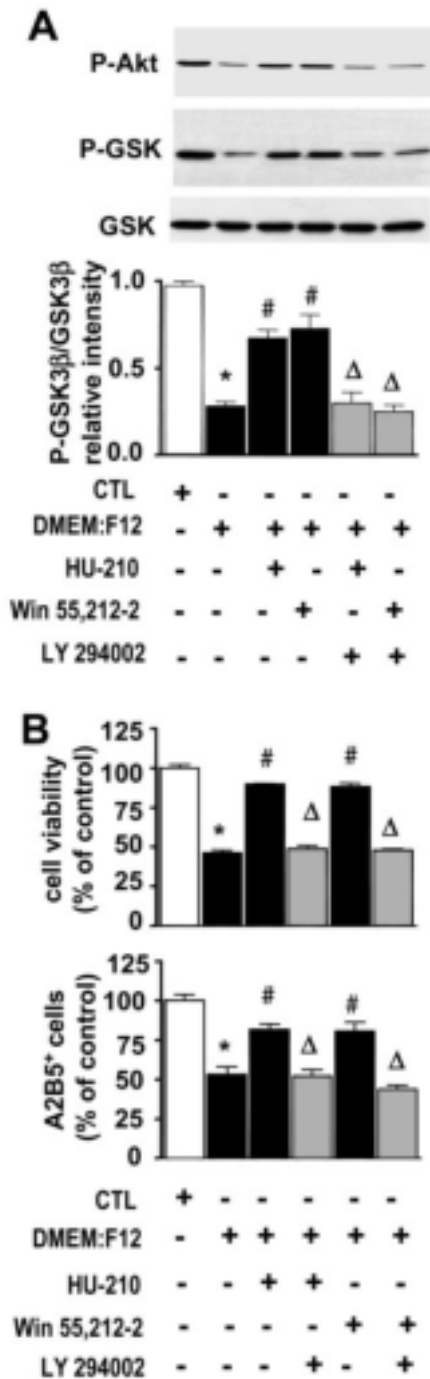 A
P-Akt
P-GSK
GSK
P-GSK3β/GSK3β
relative intensity
1.0
0.5
0.0
* # # Δ Δ
CTL + - - - - -
DMEM:F12 - + + + + +
HU-210 - - + - + -
Win 55,212-2 - - - + - +
LY 294002 - - - - + +
B
cell viability
(% of control)
125
100
75
50
25
0
* # Δ # Δ
A2B5+ cells
(% of control)
125
100
75
50
25
0
* # Δ # Δ
CTL + - - - - -
DMEM:F12 - + + + + +
HU-210 - - + + - -
Win 55,212-2 - - - - + +
LY 294002 - - - + - +